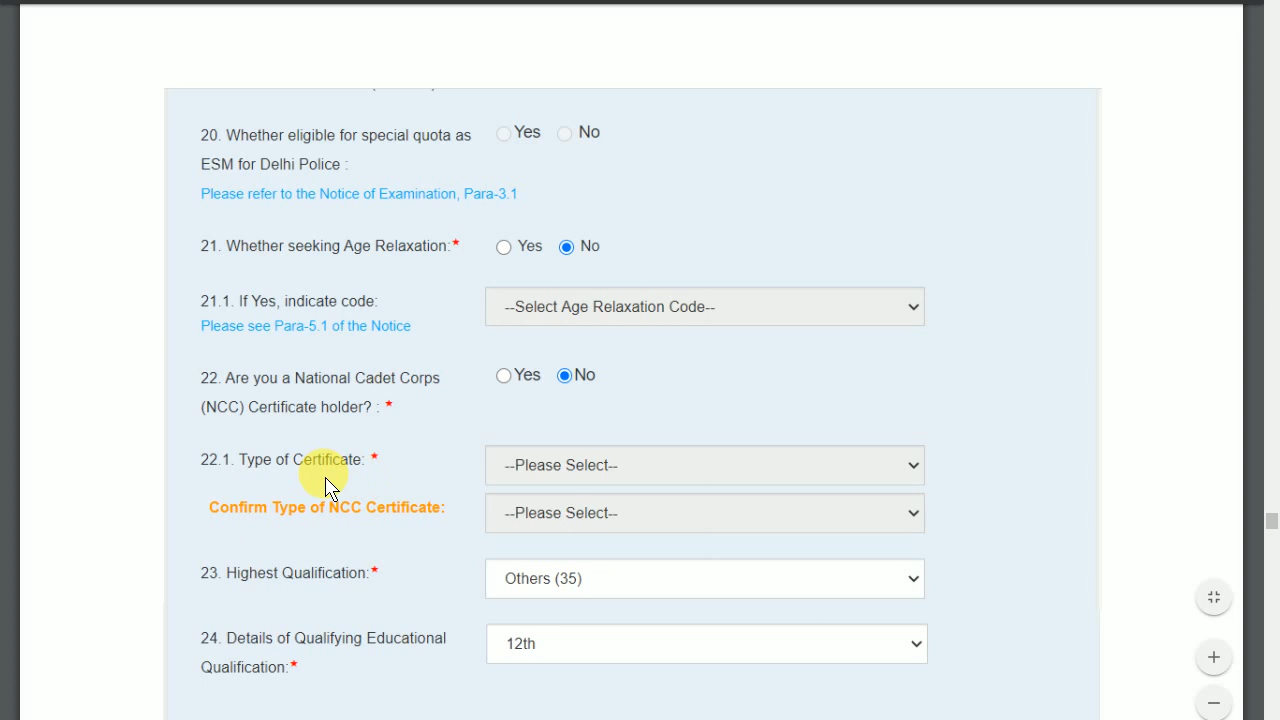 20. Whether eligible for special quota as
ESM for Delhi Police :
Yes No
Please refer to the Notice of Examination, Para-3.1
21. Whether seeking Age Relaxation:* Yes No
21.1. If Yes, indicate code: --Select Age Relaxation Code--
Please see Para-5.1 of the Notice
22. Are you a National Cadet Corps
(NCC) Certificate holder? : *
Yes No
22.1. Type of Certificate: * --Please Select--
Confirm Type of NCC Certificate: --Please Select--
23. Highest Qualification:* Others (35)
24. Details of Qualifying Educational
Qualification:*
12th